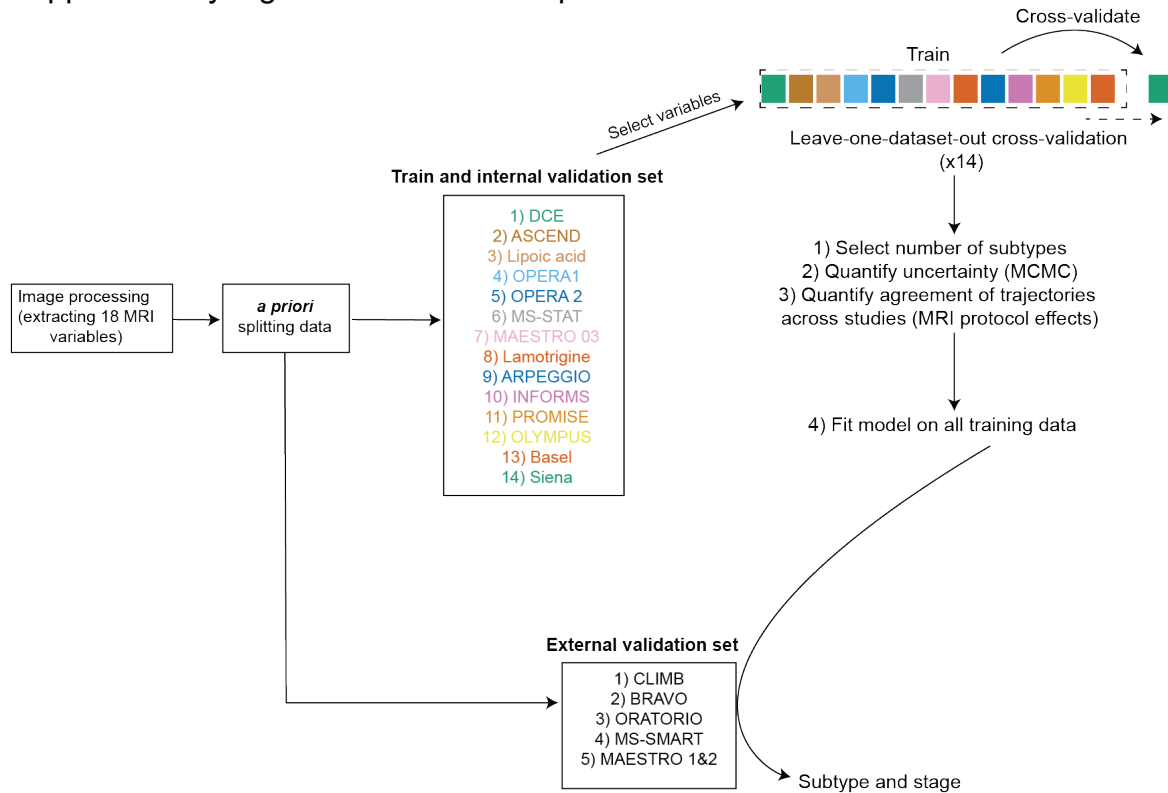 Cross-validate
Train
Select variables
Leave-one-dataset-out cross-validation
(x14)
Train and internal validation set
1) DCE
2) ASCEND
3) Lipoic acid
4) OPERA1
5) OPERA 2
6) MS-STAT
7) MAESTRO 03
8) Lamotrigine
9) ARPEGGIO
10) INFORMS
11) PROMISE
12) OLYMPUS
13) Basel
14) Siena
1) Select number of subtypes
2) Quantify uncertainty (MCMC)
3) Quantify agreement of trajectories
across studies (MRI protocol effects)
Image processing
(extracting 18 MRI
variables)
a priori
splitting data
4) Fit model on all training data
External validation set
1) CLIMB
2) BRAVO
3) ORATORIO
4) MS-SMART
5) MAESTRO 1&2
Subtype and stage